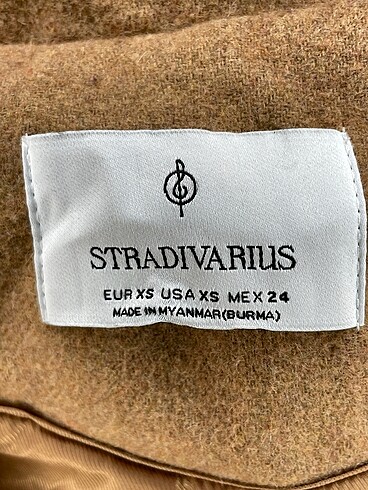 STRADIVARIUS
EUR XS USA XS MEX 24
MADE IN MYANMAR(BURMA)